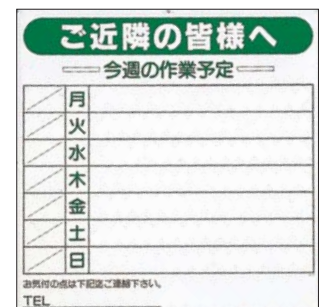 ご近隣の皆様へ
今週の作業予定
月
火
水
木
金
土
日
お気付の点は下記迄ご連絡下さい。
TEL